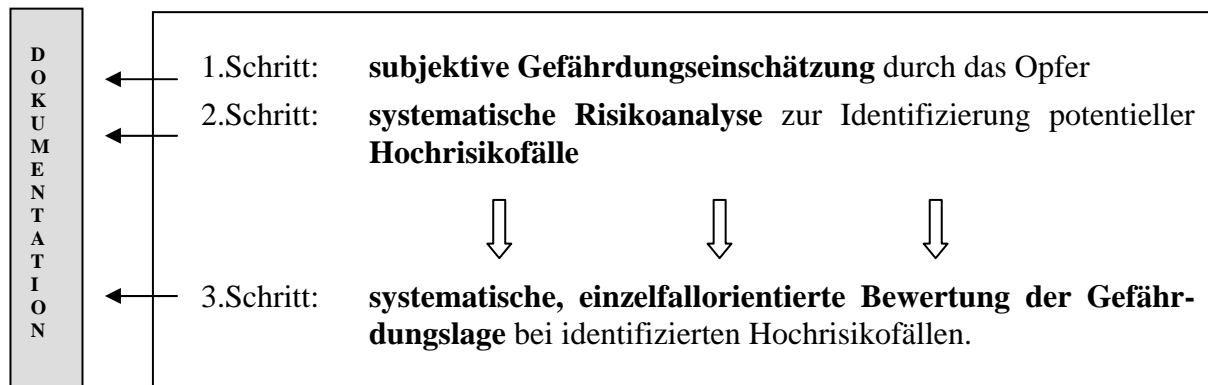 DOKUMENTATION
1.Schritt: subjektive Gefährdungseinschätzung durch das Opfer
2.Schritt: systematische Risikoanalyse zur Identifizierung potentieller
Hochrisikofälle
3.Schritt: systematische, einzelfallorientierte Bewertung der Gefähr-
dungslage bei identifizierten Hochrisikofällen.